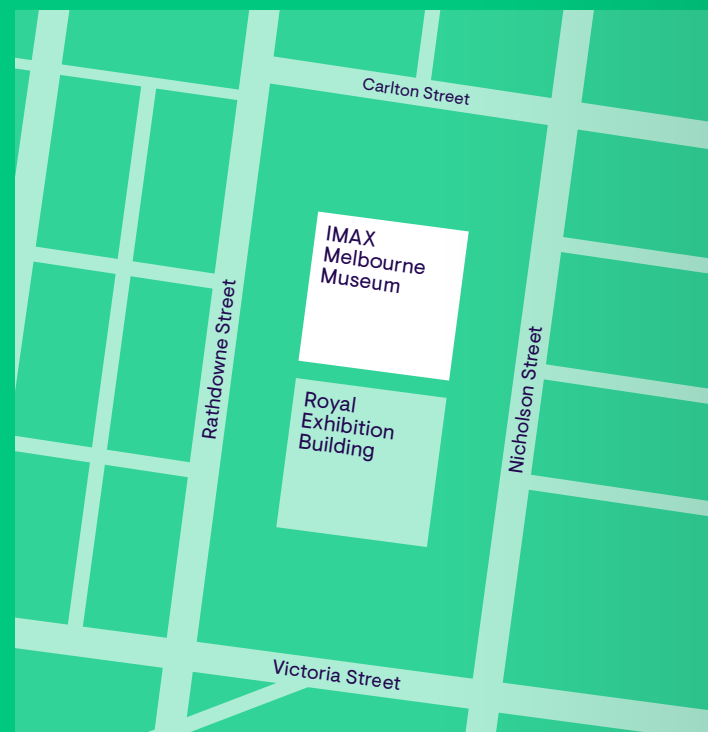 Carlton Street
IMAX
Melbourne
Museum
Rathdowne Street
Nicholson Street
Royal
Exhibition
Building
Victoria Street